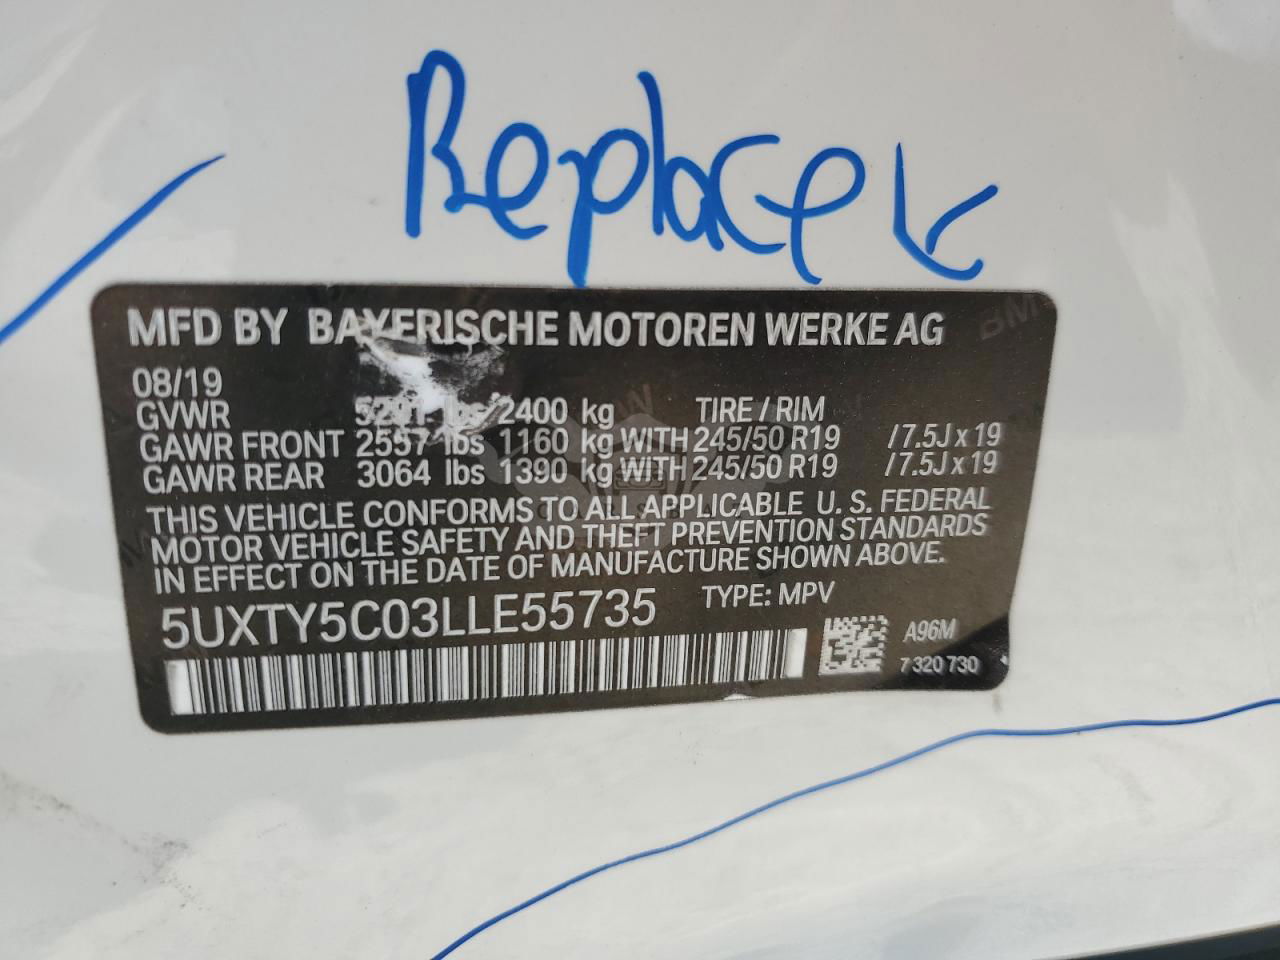 Replace
MFD BY BAYERISCHE MOTOREN WERKE AG
08/19
GVWR 5291 lbs 2400 kg TIRE / RIM
GAWR FRONT 2557 lbs 1160 kg WITH 245/50 R19 / 7.5J x 19
GAWR REAR 3064 lbs 1390 kg WITH 245/50 R19 / 7.5J x 19
THIS VEHICLE CONFORMS TO ALL APPLICABLE U. S. FEDERAL
MOTOR VEHICLE SAFETY AND THEFT PREVENTION STANDARDS
IN EFFECT ON THE DATE OF MANUFACTURE SHOWN ABOVE.
5UXTY5C03LLE55735 TYPE: MPV
A96M
7 320 730